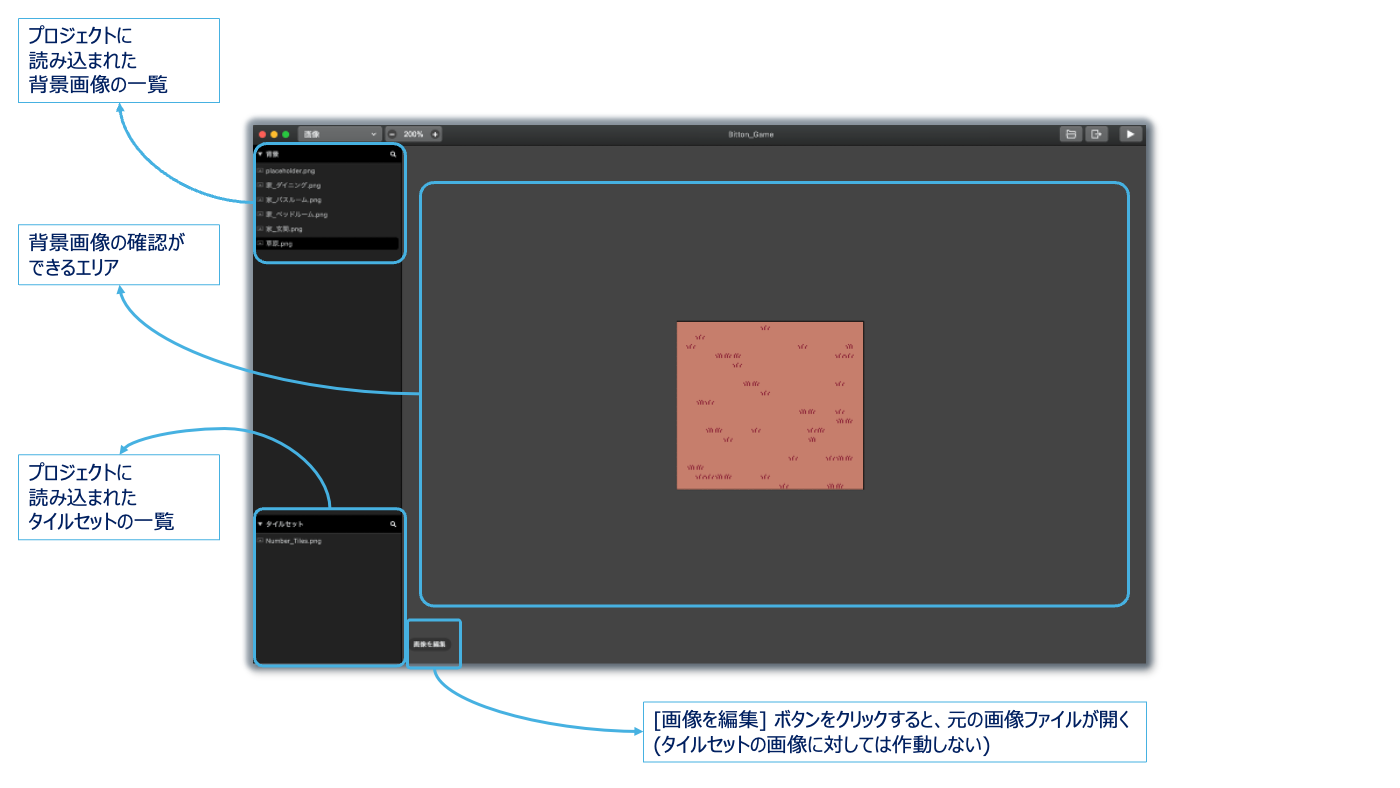 プロジェクトに
読み込まれた
背景画像の一覧
画像
200%
Bitton_Game
背景
placeholder.png
家_ダイニング.png
家_バスルーム.png
家_ベッドルーム.png
家_玄関.png
草原.png
背景画像の確認が
できるエリア
プロジェクトに
読み込まれた
タイルセットの一覧
タイルセット
Number_Tiles.png
画像を編集
[画像を編集] ボタンをクリックすると、元の画像ファイルが開く
(タイルセットの画像に対しては作動しない)